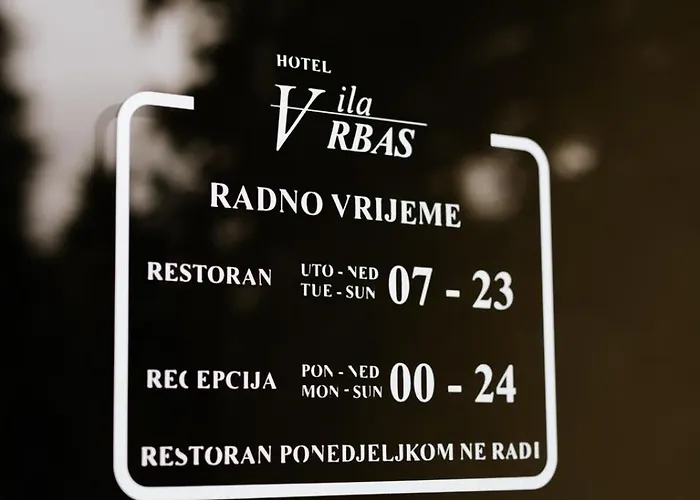 HOTEL
Vila
VRBAS
RADNO VRIJEME
RESTORAN UTO - NED 07 - 23
TUE - SUN
RECEPCIJA PON - NED 00 - 24
MON - SUN
RESTORAN PONEDJELJKOM NE RADI